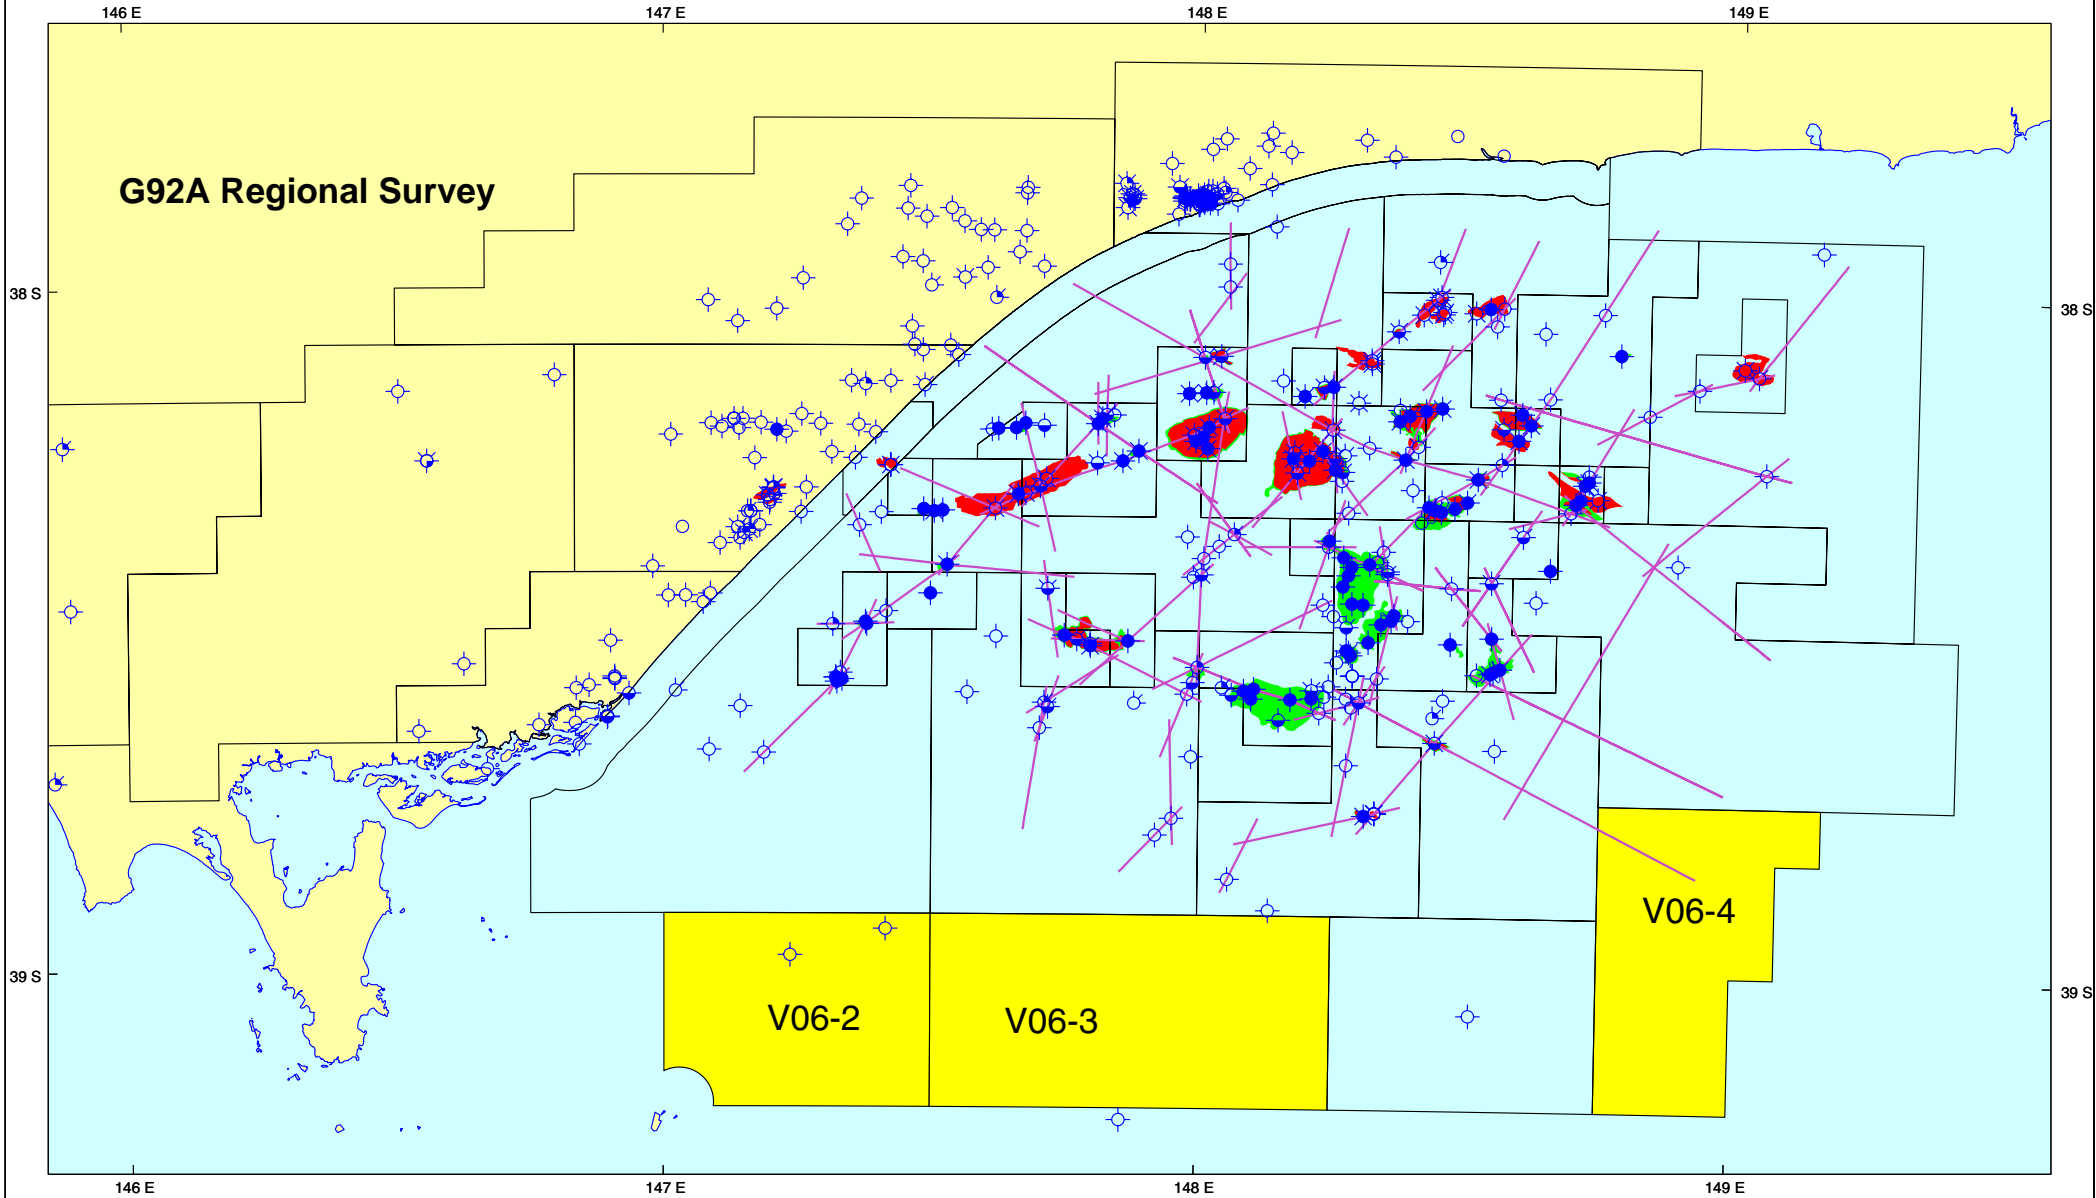 146 E 147 E 148 E 149 E
G92A Regional Survey
38 S 38 S
V06-4
39 S 39 S
V06-2 V06-3
146 E 147 E 148 E 149 E